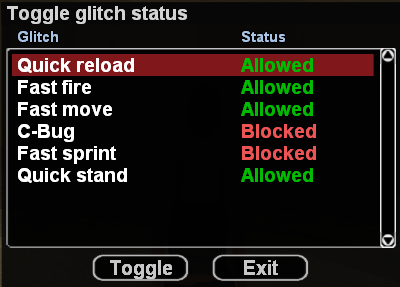 Toggle glitch status
Glitch Status
Quick reload Allowed
Fast fire Allowed
Fast move Allowed
C-Bug Blocked
Fast sprint Blocked
Quick stand Allowed
Toggle Exit